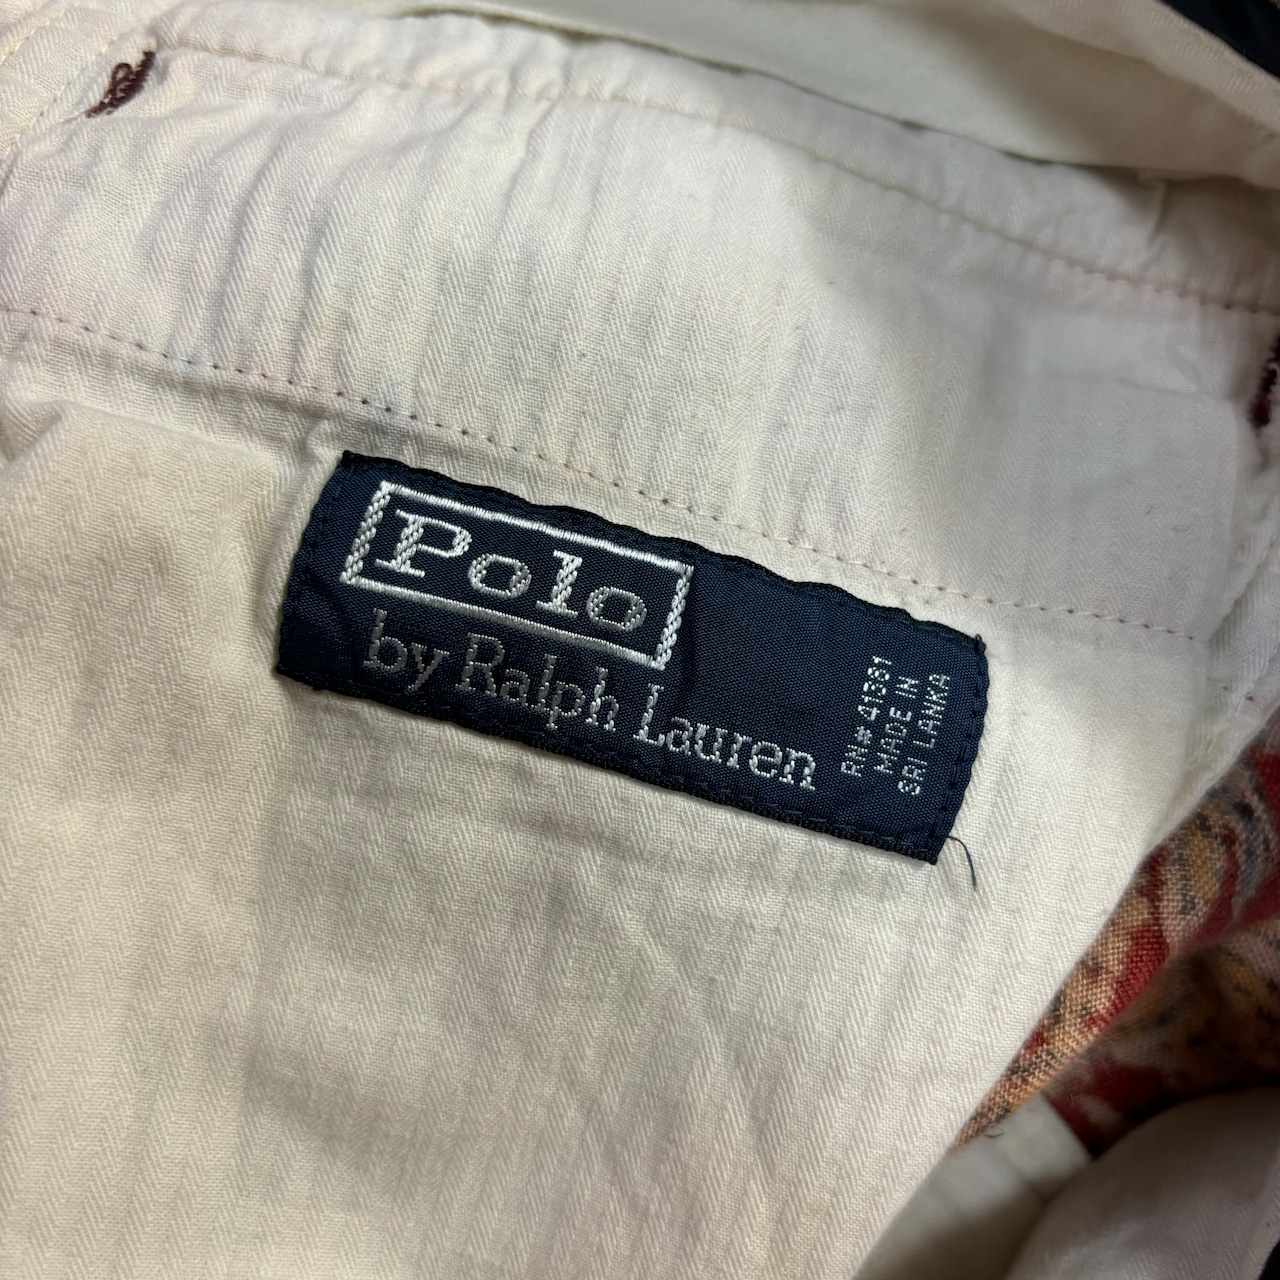 Polo
by Ralph Lauren
RN# 41381
MADE IN
SRI LANKA